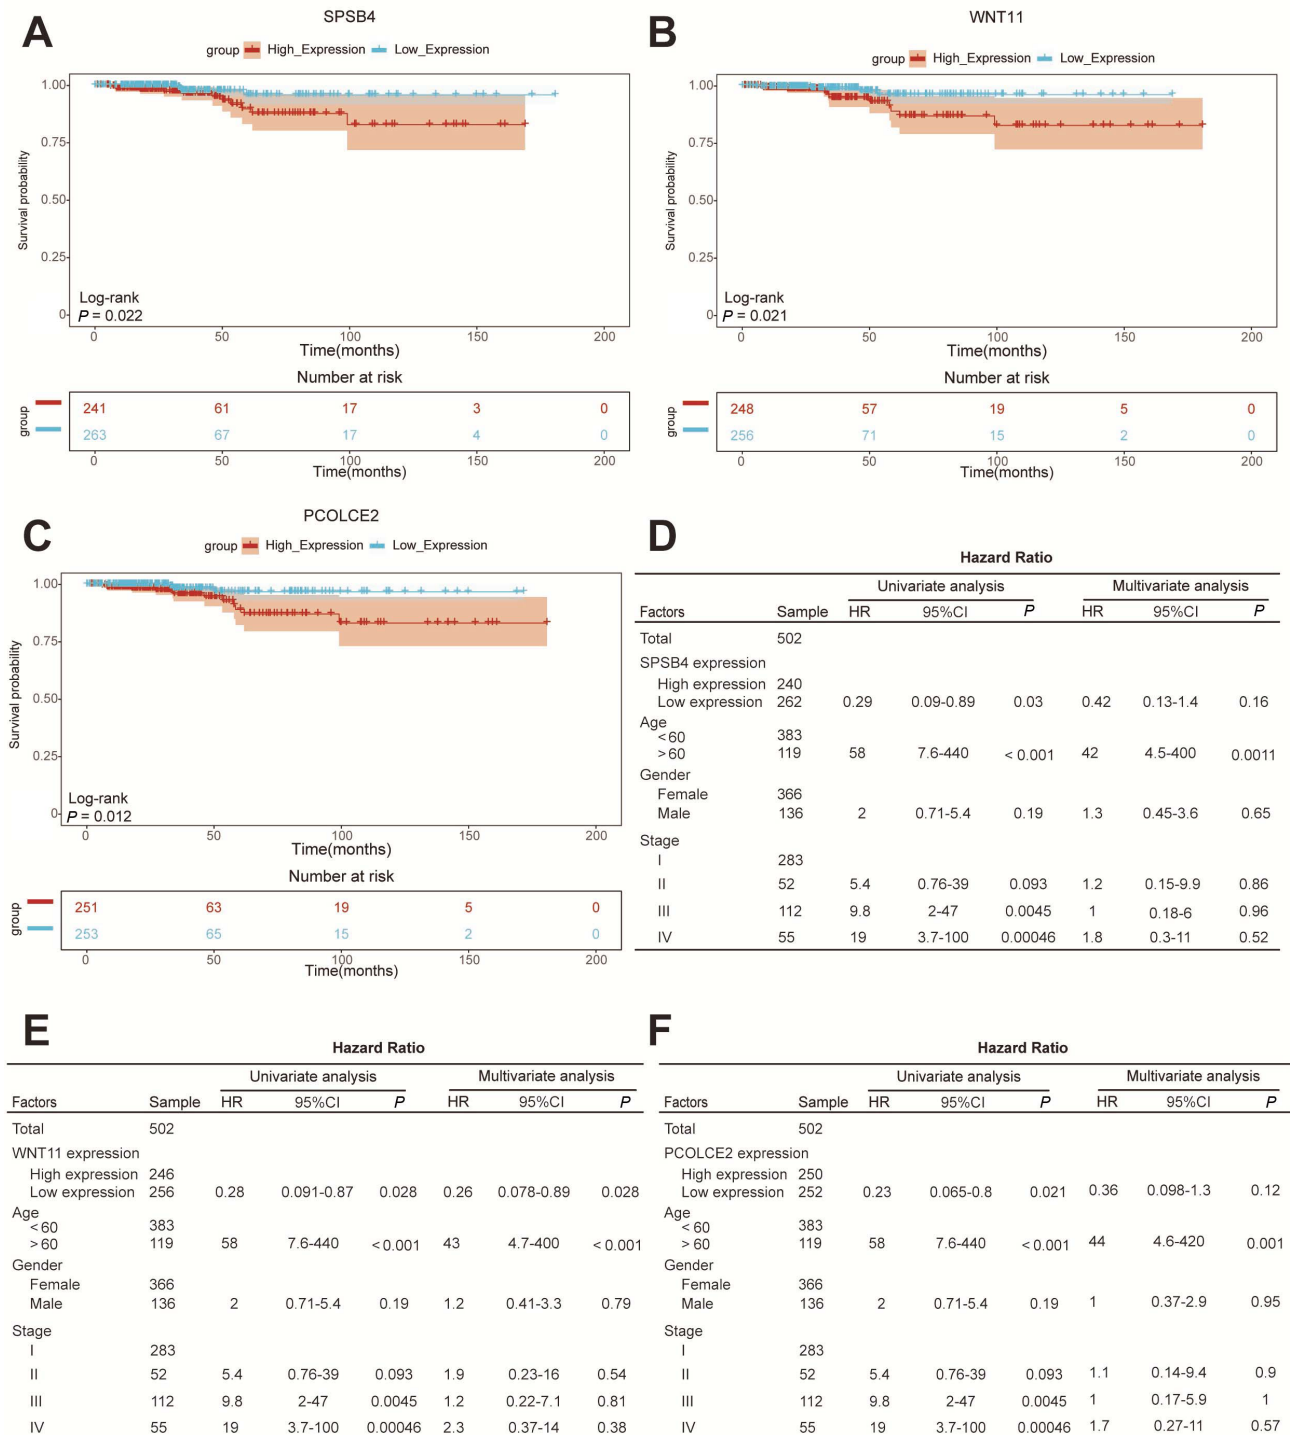 A
SPSB4
group High_Expression Low_Expression
Survival probability
1.00
0.75
0.50
0.25
0
Log-rank
P = 0.022
0 50 100 150 200
Time(months)
Number at risk
group
241 61 17 3 0
263 67 17 4 0
0 50 100 150 200
Time(months)
B
WNT11
group High_Expression Low_Expression
Survival probability
1.00
0.75
0.50
0.25
0
Log-rank
P = 0.021
0 50 100 150 200
Time(months)
Number at risk
group
248 57 19 5 0
256 71 15 2 0
0 50 100 150 200
Time(months)
C
PCOLCE2
group High_Expression Low_Expression
Survival probability
1.00
0.75
0.50
0.25
0
Log-rank
P = 0.012
0 50 100 150 200
Time(months)
Number at risk
group
251 63 19 5 0
253 65 15 2 0
0 50 100 150 200
Time(months)
D
Hazard Ratio
Univariate analysis Multivariate analysis
Factors Sample HR 95%CI P HR 95%CI P
Total 502
SPSB4 expression
High expression 240
Low expression 262 0.29 0.09-0.89 0.03 0.42 0.13-1.4 0.16
Age
<60 383
>60 119 58 7.6-440 <0.001 42 4.5-400 0.0011
Gender
Female 366
Male 136 2 0.71-5.4 0.19 1.3 0.45-3.6 0.65
Stage
I 283
II 52 5.4 0.76-39 0.093 1.2 0.15-9.9 0.86
III 112 9.8 2-47 0.0045 1 0.18-6 0.96
IV 55 19 3.7-100 0.00046 1.8 0.3-11 0.52
E
Hazard Ratio
Univariate analysis Multivariate analysis
Factors Sample HR 95%CI P HR 95%CI P
Total 502
WNT11 expression
High expression 246
Low expression 256 0.28 0.091-0.87 0.028 0.26 0.078-0.89 0.028
Age
<60 383
>60 119 58 7.6-440 <0.001 43 4.7-400 <0.001
Gender
Female 366
Male 136 2 0.71-5.4 0.19 1.2 0.41-3.3 0.79
Stage
I 283
II 52 5.4 0.76-39 0.093 1.9 0.23-16 0.54
III 112 9.8 2-47 0.0045 1.2 0.22-7.1 0.81
IV 55 19 3.7-100 0.00046 2.3 0.37-14 0.38
F
Hazard Ratio
Univariate analysis Multivariate analysis
Factors Sample HR 95%CI P HR 95%CI P
Total 502
PCOLCE2 expression
High expression 250
Low expression 252 0.23 0.065-0.8 0.021 0.36 0.098-1.3 0.12
Age
<60 383
>60 119 58 7.6-440 <0.001 44 4.6-420 0.001
Gender
Female 366
Male 136 2 0.71-5.4 0.19 1 0.37-2.9 0.95
Stage
I 283
II 52 5.4 0.76-39 0.093 1.1 0.14-9.4 0.9
III 112 9.8 2-47 0.0045 1 0.17-5.9 1
IV 55 19 3.7-100 0.00046 1.7 0.27-11 0.57